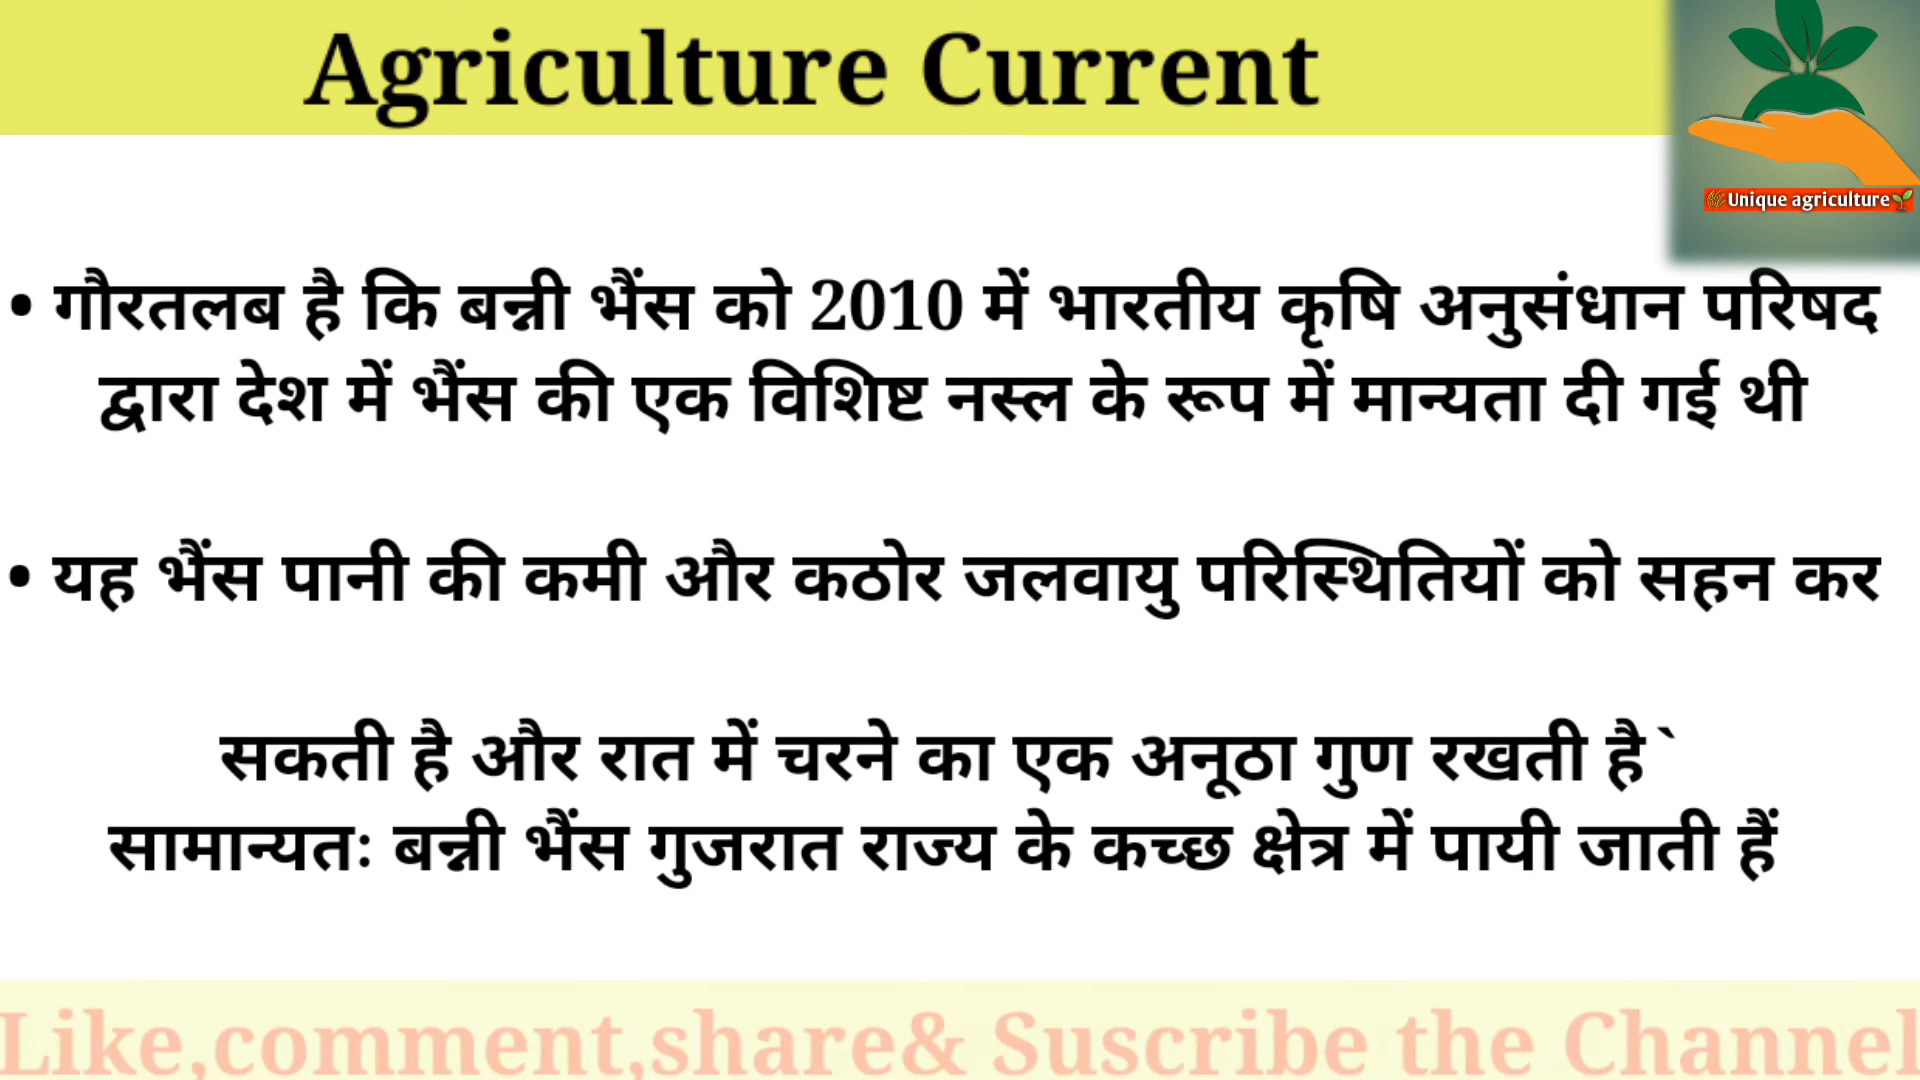 Agriculture Current
🌾Unique agriculture🌱
• गौरतलब है कि बन्नी भैंस को 2010 में भारतीय कृषि अनुसंधान परिषद
द्वारा देश में भैंस की एक विशिष्ट नस्ल के रूप में मान्यता दी गई थी
• यह भैंस पानी की कमी और कठोर जलवायु परिस्थितियों को सहन कर
सकती है और रात में चरने का एक अनूठा गुण रखती है`
सामान्यतः बन्नी भैंस गुजरात राज्य के कच्छ क्षेत्र में पायी जाती हैं
Like,comment,share& Suscribe the Channel